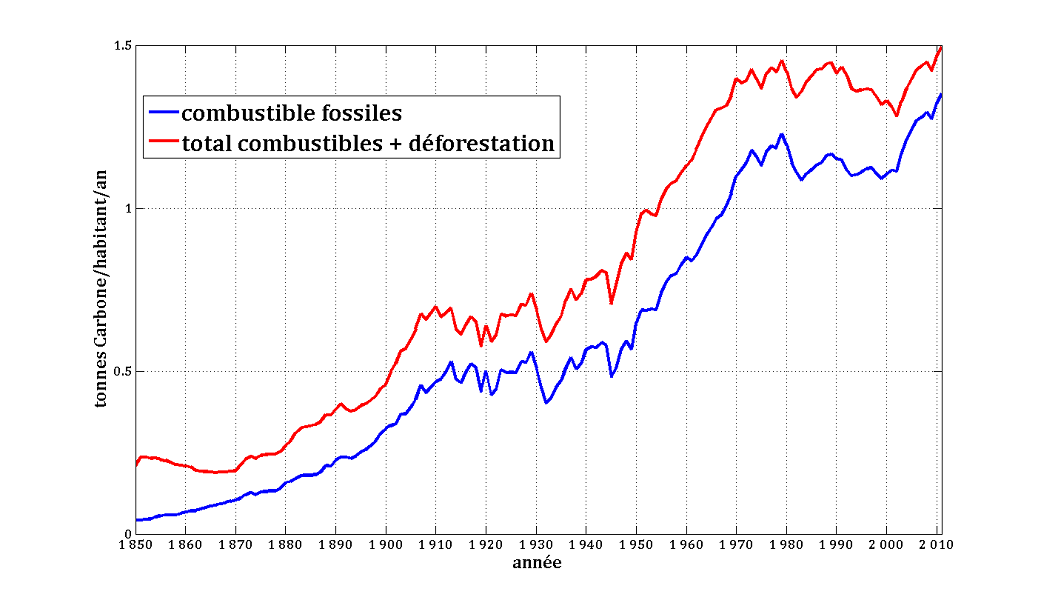 1.5
combustible fossiles
total combustibles + déforestation
1
0.5
0
tonnes Carbone/habitant/an
1 850 1 860 1 870 1 880 1 890 1 900 1 910 1 920 1 930 1 940 1 950 1 960 1 970 1 980 1 990 2 000 2 010
année